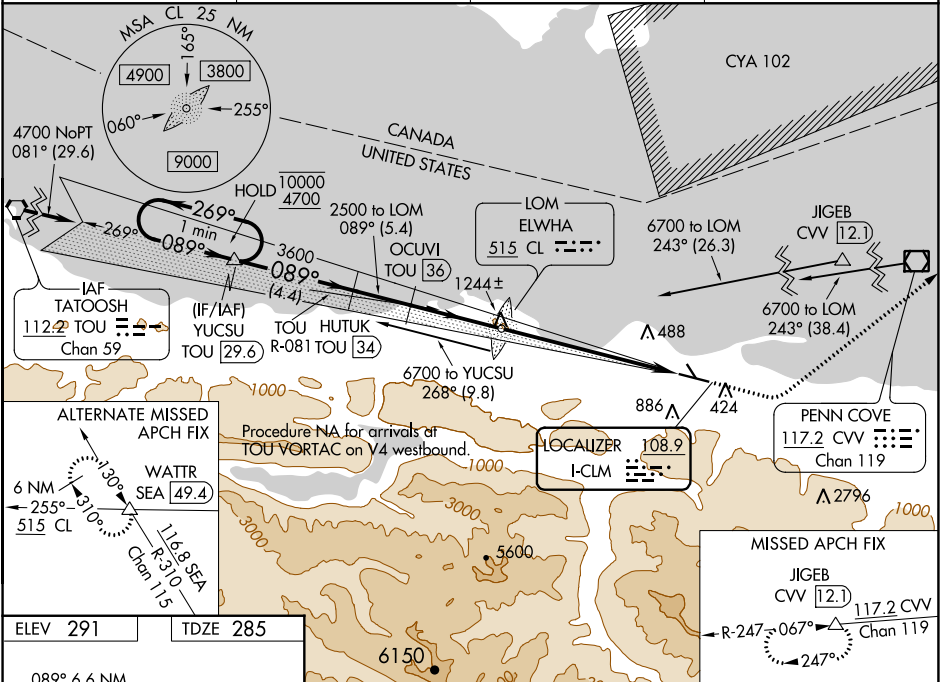 MSA CL 25 NM
165°
4900
3800
060°
255°
9000
CYA 102
CANADA
UNITED STATES
4700 NoPT
081° (29.6)
HOLD
10000
4700
269°
269°
1 min
089°
3600
089°
(4.4)
2500 to LOM
089° (5.4)
OCUVI
TOU 36
LOM
ELWHA
515 CL
1244±
6700 to LOM
243° (26.3)
JIGEB
CVV 12.1
6700 to LOM
243° (38.4)
IAF
TATOOSH
112.2 TOU
Chan 59
(IF/IAF)
YUCSU
TOU 29.6
TOU
R-081
HUTUK
TOU 34
6700 to YUCSU
268° (9.8)
488
424
886
2796
PENN COVE
117.2 CVV
Chan 119
LOCALIZER 108.9
I-CLM
1000
1000
1000
3000
3000
5600
6150
Procedure NA for arrivals at
TOU VORTAC on V4 westbound.
ALTERNATE MISSED
APCH FIX
WATTR
SEA 49.4
6 NM
255°
515 CL
130°
310°
116.8 SEA
R-310
Chan 115
MISSED APCH FIX
JIGEB
CVV 12.1
117.2 CVV
Chan 119
R-247
067°
247°
ELEV 291
TDZE 285
089° 6.6 NM